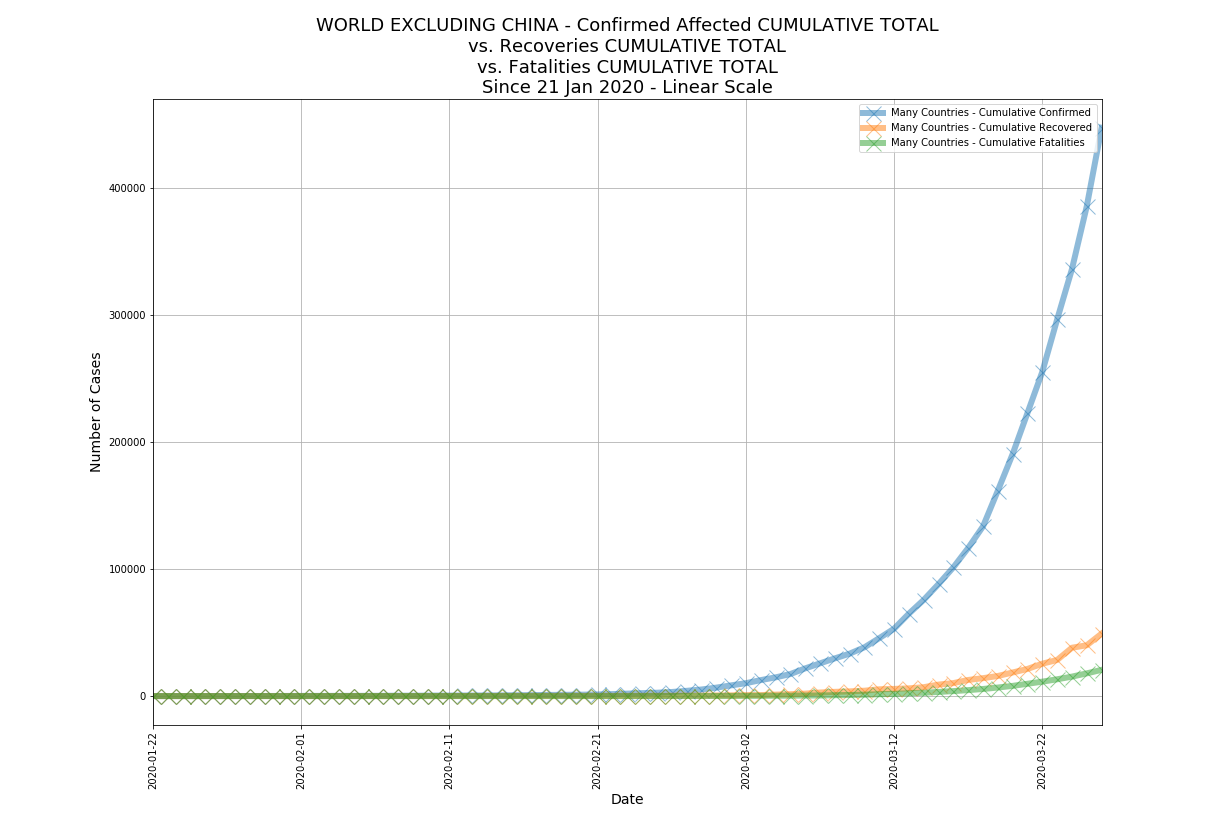 WORLD EXCLUDING CHINA - Confirmed Affected CUMULATIVE TOTAL
vs. Recoveries CUMULATIVE TOTAL
vs. Fatalities CUMULATIVE TOTAL
Since 21 Jan 2020 - Linear Scale
Many Countries - Cumulative Confirmed
Many Countries - Cumulative Recovered
Many Countries - Cumulative Fatalities
Number of Cases
400000
300000
200000
100000
0
2020-01-22
2020-02-01
2020-02-11
2020-02-21
2020-03-02
2020-03-12
2020-03-22
Date